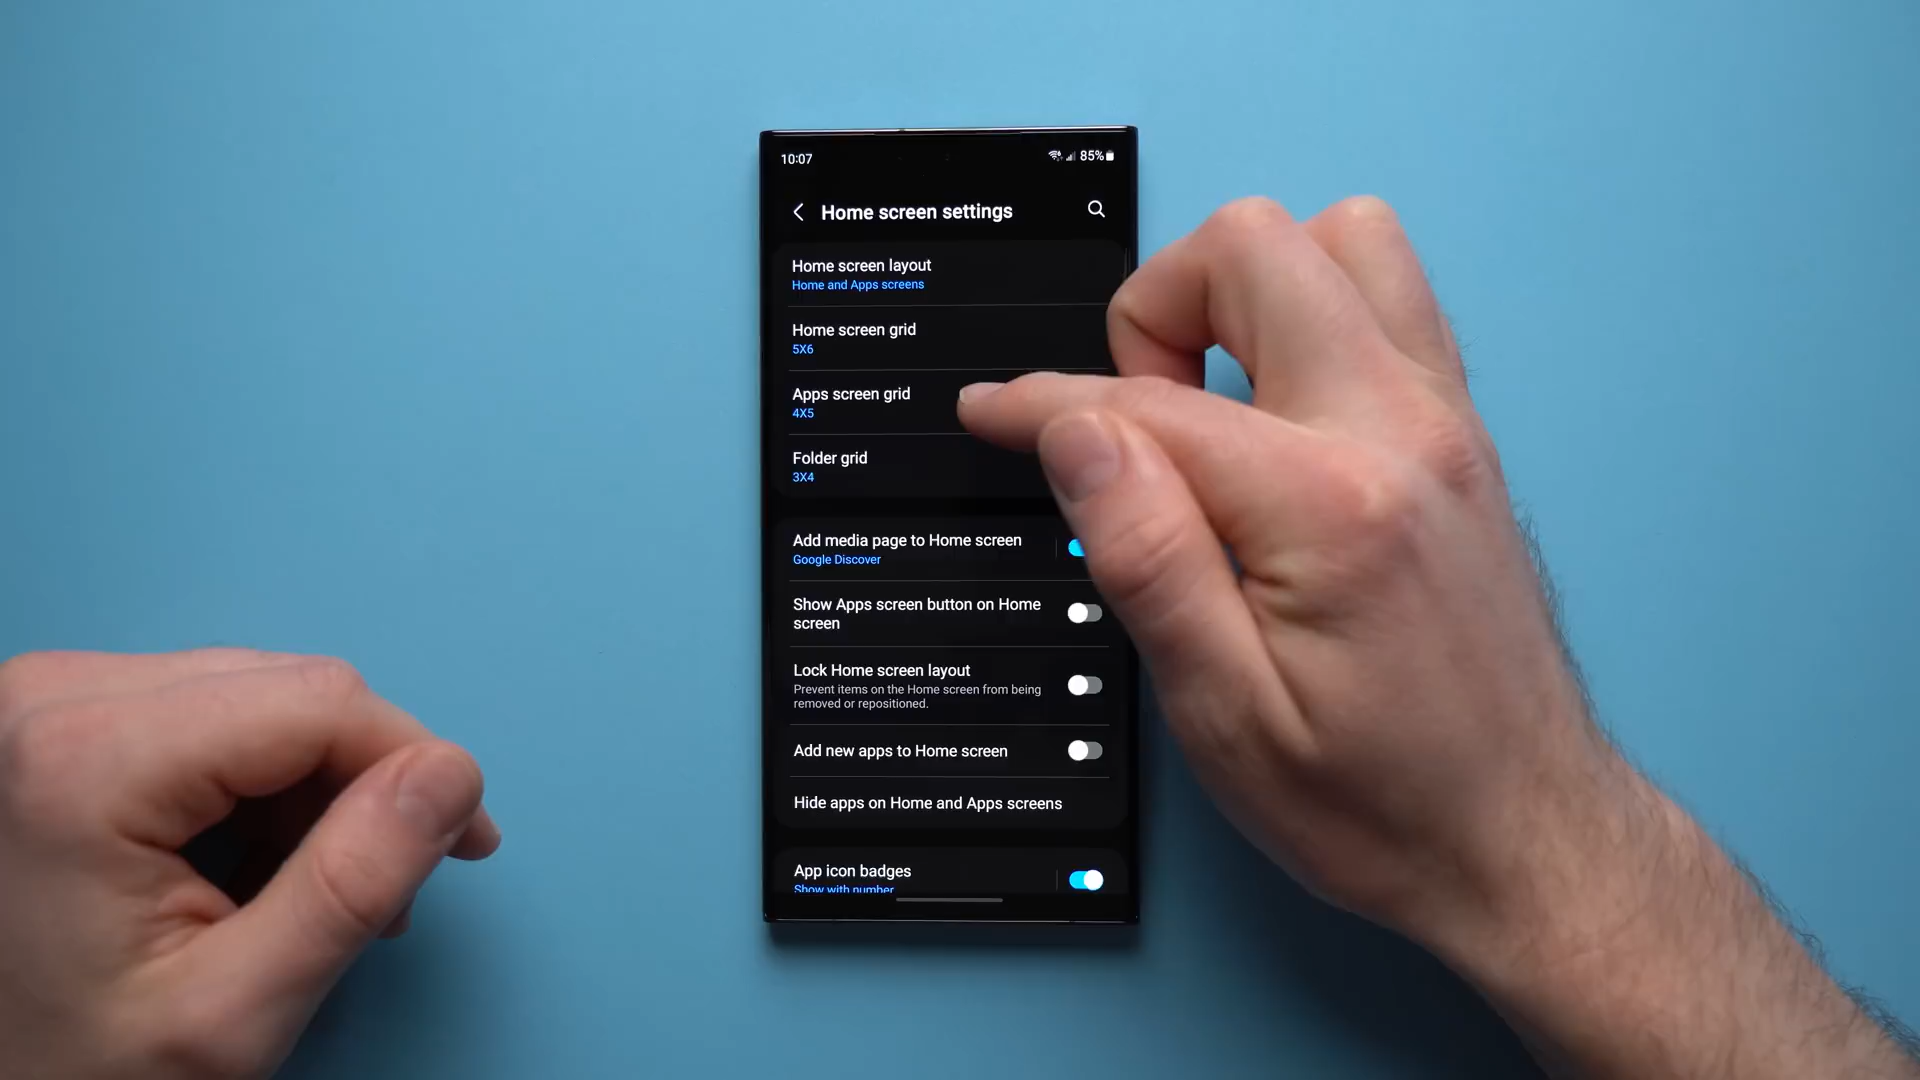 10:07
85%
Home screen settings
Home screen layout
Home and Apps screens
Home screen grid
5X6
Apps screen grid
4X5
Folder grid
3X4
Add media page to Home screen
Google Discover
Show Apps screen button on Home
screen
Lock Home screen layout
Prevent items on the Home screen from being
removed or repositioned.
Add new apps to Home screen
Hide apps on Home and Apps screens
App icon badges
Show with number